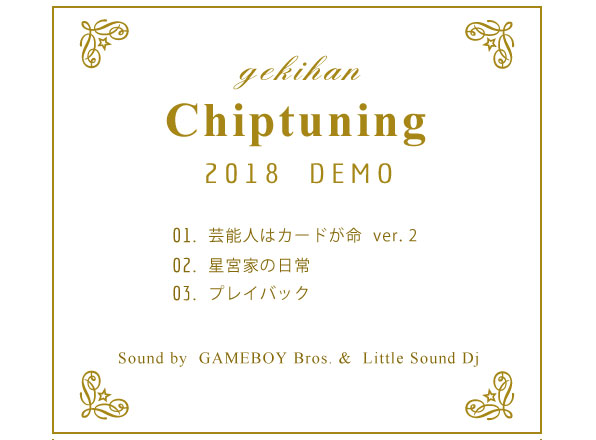 gekihan
Chiptuning
2018 DEMO
01. 芸能人はカードが命 ver.2
02. 星宮家の日常
03. プレイバック
Sound by GAMEBOY Bros. & Little Sound Dj